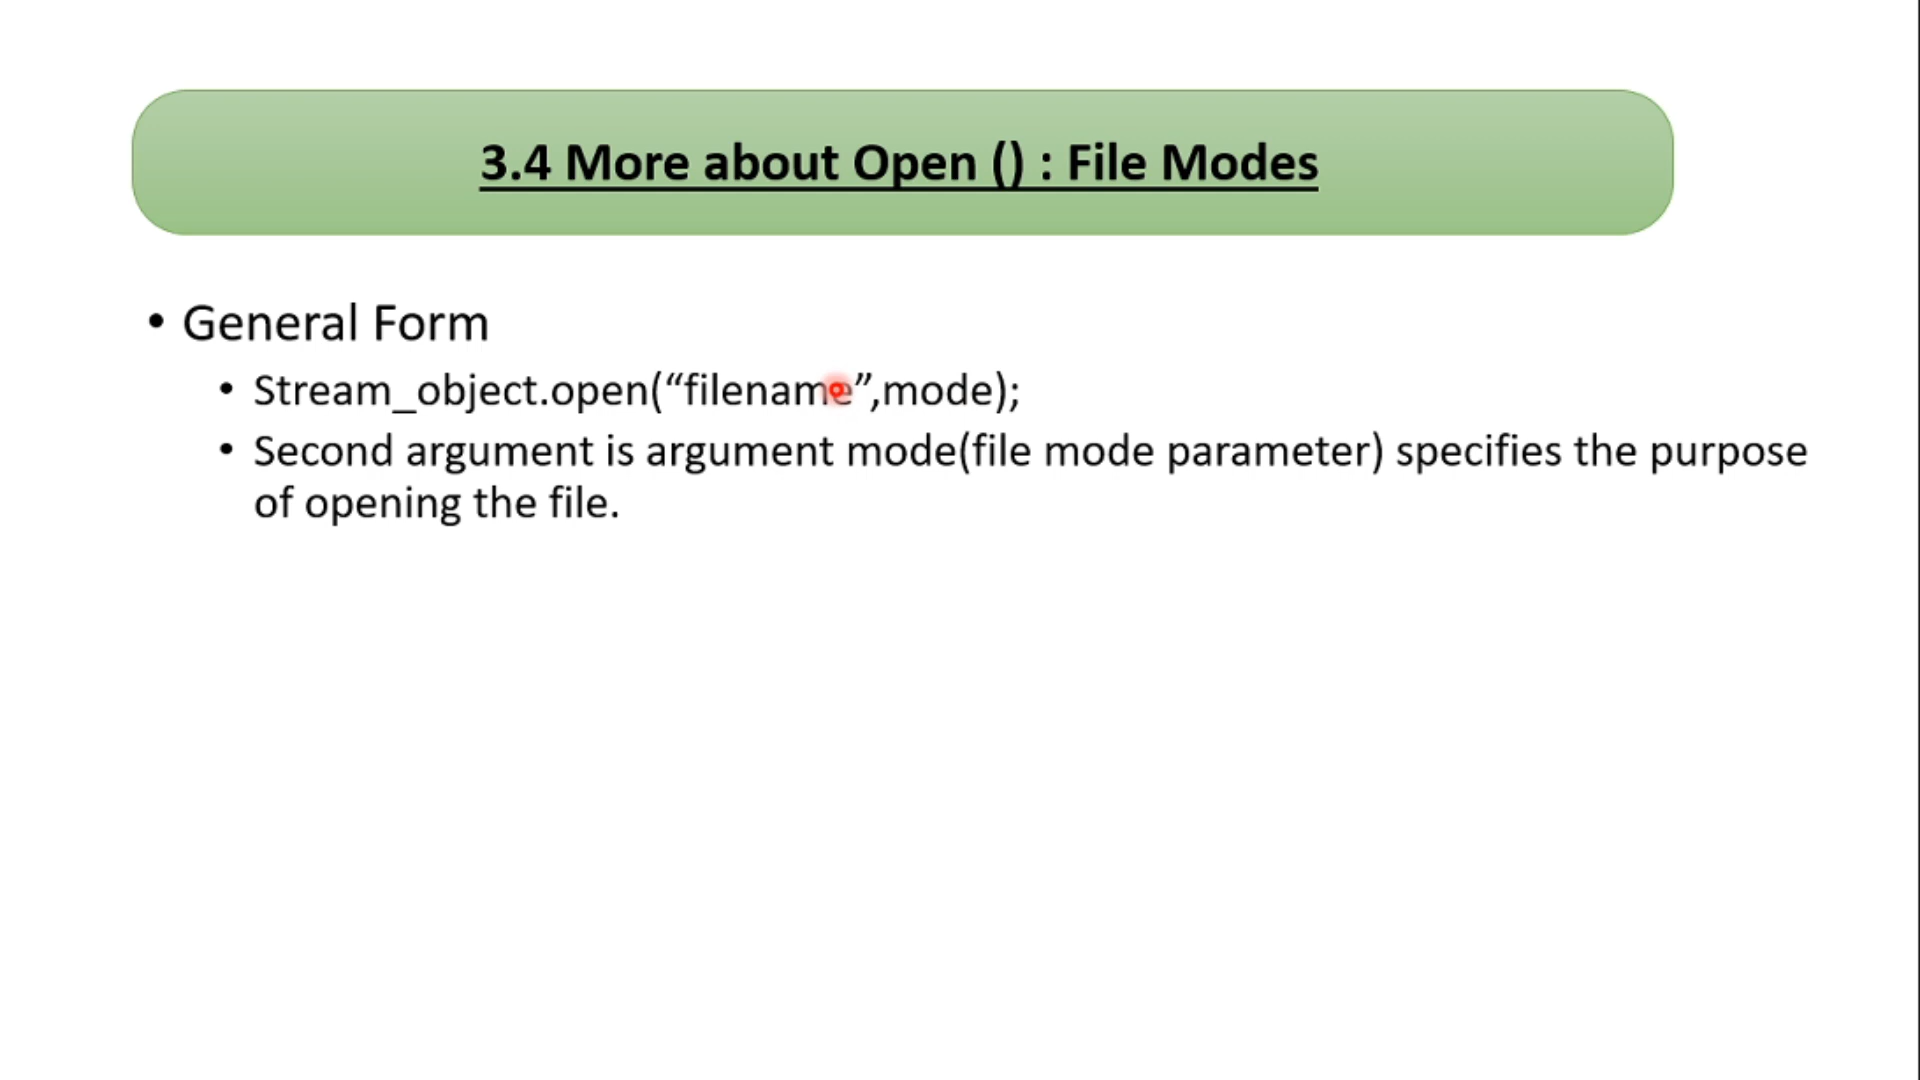 3.4 More about Open () : File Modes
• General Form
• Stream_object.open(“filename”,mode);
• Second argument is argument mode(file mode parameter) specifies the purpose
of opening the file.